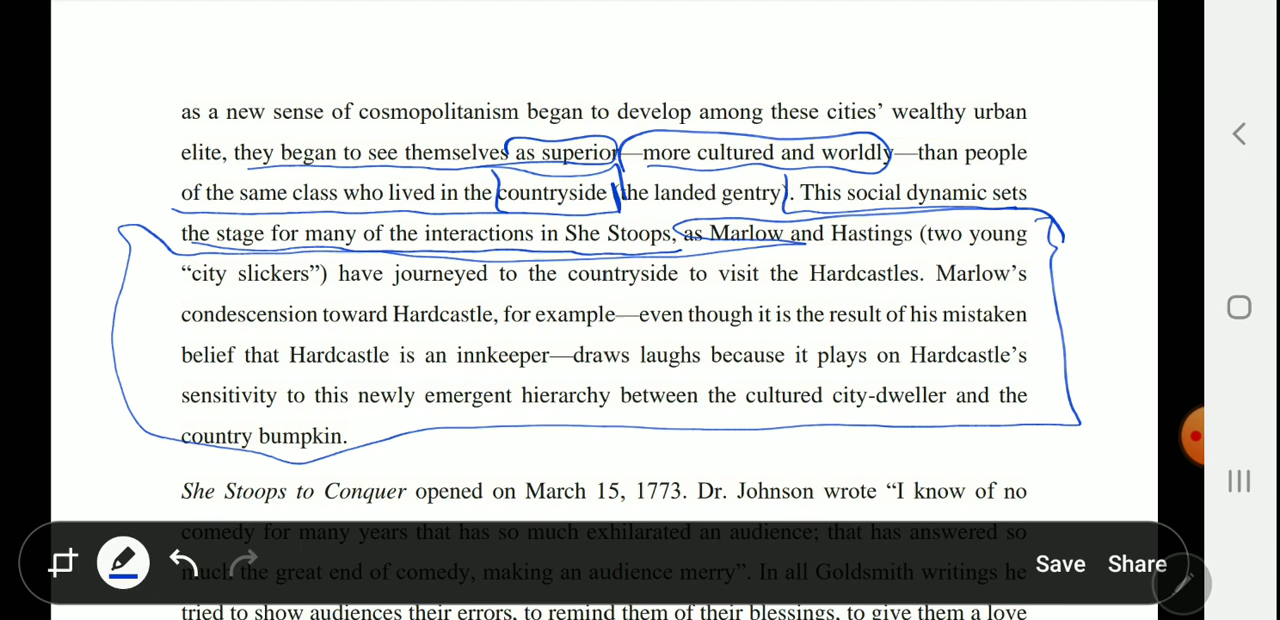 as a new sense of cosmopolitanism began to develop among these cities’ wealthy urban
elite, they began to see themselves as superior—more cultured and worldly—than people
of the same class who lived in the countryside (the landed gentry). This social dynamic sets
the stage for many of the interactions in She Stoops, as Marlow and Hastings (two young
“city slickers”) have journeyed to the countryside to visit the Hardcastles. Marlow’s
condescension toward Hardcastle, for example—even though it is the result of his mistaken
belief that Hardcastle is an innkeeper—draws laughs because it plays on Hardcastle’s
sensitivity to this newly emergent hierarchy between the cultured city-dweller and the
country bumpkin.
She Stoops to Conquer opened on March 15, 1773. Dr. Johnson wrote “I know of no
comedy for many years that has so much exhilarated an audience; that has answered so
much the great end of comedy, making an audience merry”. In all Goldsmith writings he
Save Share
tried to show audiences their errors, to remind them of their blessings, to give them a love